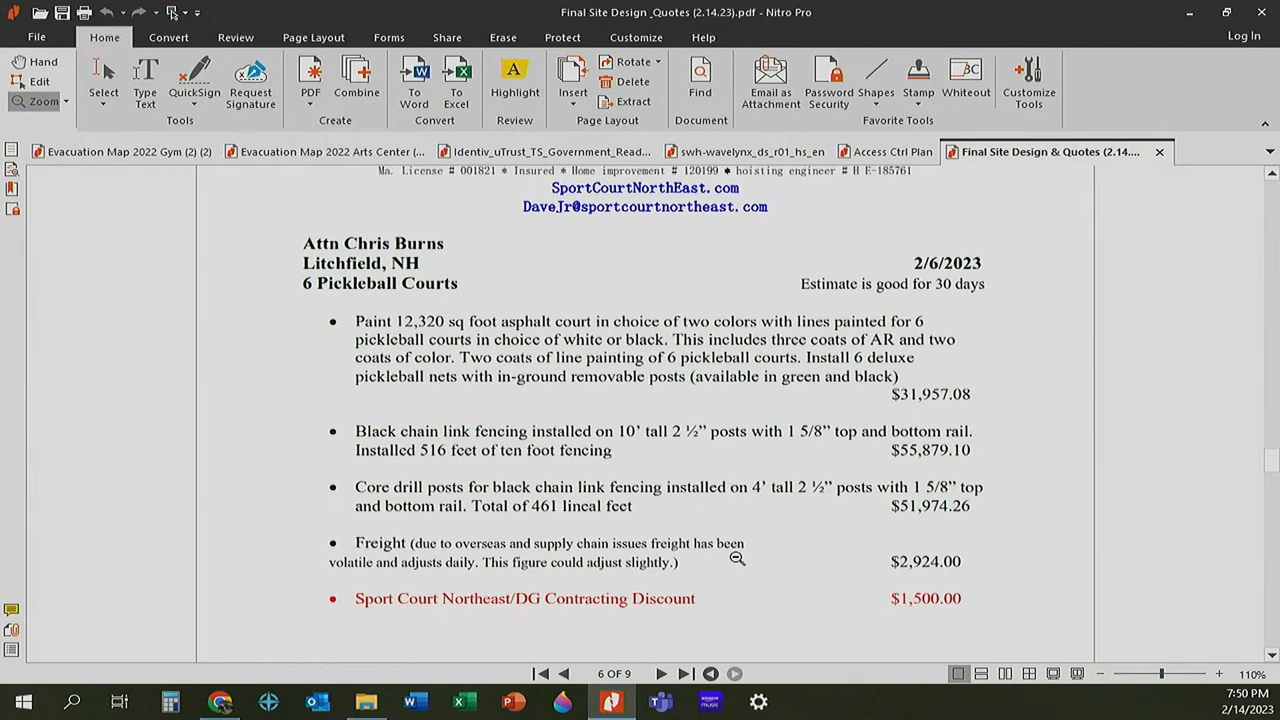 Final Site Design _Quotes (2.14.23).pdf - Nitro Pro
File Home Convert Review Page Layout Forms Share Erase Protect Customize Help Log In
Hand
Edit
Zoom
Select
Type Text
QuickSign
Request Signature
Tools
PDF
Combine
Create
To Word
To Excel
Convert
Highlight
Review
Insert
Rotate
Delete
Extract
Page Layout
Find
Document
Email as Attachment
Password Security
Shapes
Stamp
Whiteout
Favorite Tools
Customize Tools
Evacuation Map 2022 Gym (2) (2) Evacuation Map 2022 Arts Center (... Identiv_uTrust_TS_Government_Read... swh-wavelynx_ds_r01_hs_en Access Ctrl Plan Final Site Design & Quotes (2.14....
Ma. License # 001821 * Insured * Home improvement # 120199 * hoisting engineer # H E-185761
SportCourtNorthEast.com
DaveJr@sportcourtnortheast.com
Attn Chris Burns
Litchfield, NH 2/6/2023
6 Pickleball Courts Estimate is good for 30 days
• Paint 12,320 sq foot asphalt court in choice of two colors with lines painted for 6
pickleball courts in choice of white or black. This includes three coats of AR and two
coats of color. Two coats of line painting of 6 pickleball courts. Install 6 deluxe
pickleball nets with in-ground removable posts (available in green and black)
$31,957.08
• Black chain link fencing installed on 10’ tall 2 ½” posts with 1 5/8” top and bottom rail.
Installed 516 feet of ten foot fencing $55,879.10
• Core drill posts for black chain link fencing installed on 4’ tall 2 ½” posts with 1 5/8” top
and bottom rail. Total of 461 lineal feet $51,974.26
• Freight (due to overseas and supply chain issues freight has been
volatile and adjusts daily. This figure could adjust slightly.) $2,924.00
• Sport Court Northeast/DG Contracting Discount $1,500.00
6 OF 9
110%
7:50 PM
2/14/2023